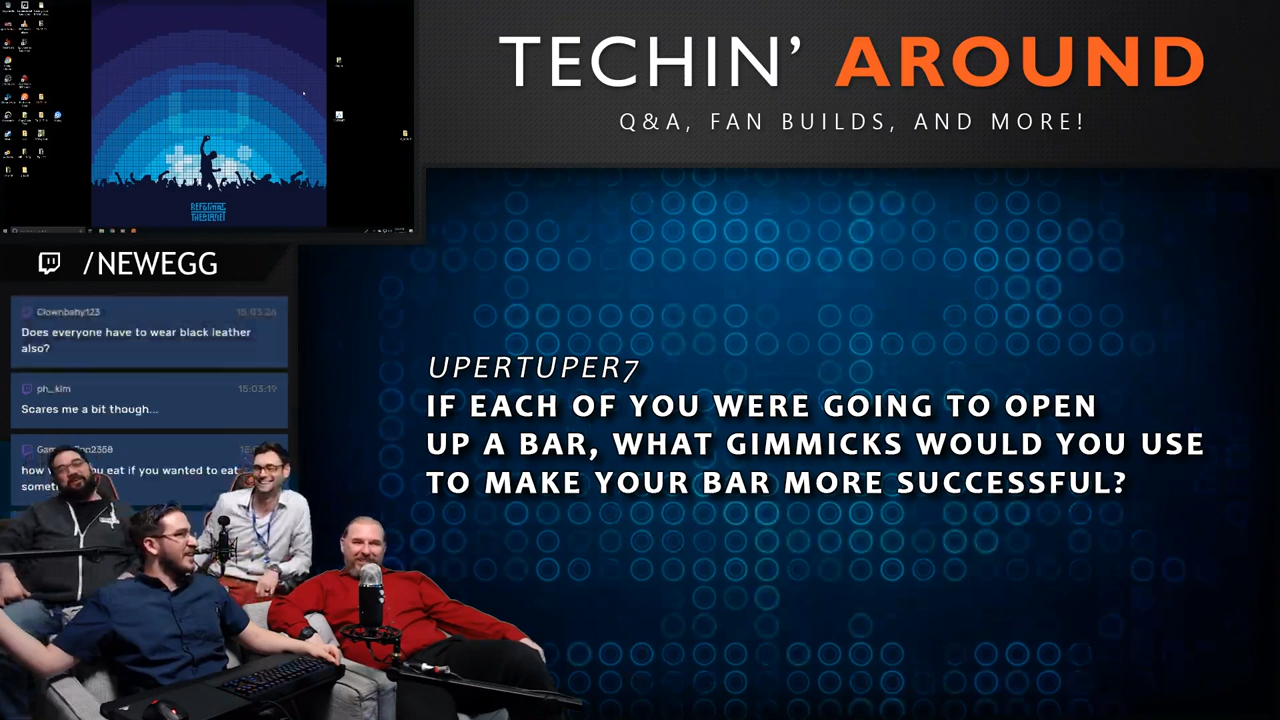 TECHIN' AROUND
Q&A, FAN BUILDS, AND MORE!
/NEWEGG
Clownbaby123 15:03:26
Does everyone have to wear black leather
also?
ph_kim 15:03:19
Scares me a bit though...
how you eat if you wanted to eat
UPERTUPER7
IF EACH OF YOU WERE GOING TO OPEN
UP A BAR, WHAT GIMMICKS WOULD YOU USE
TO MAKE YOUR BAR MORE SUCCESSFUL?